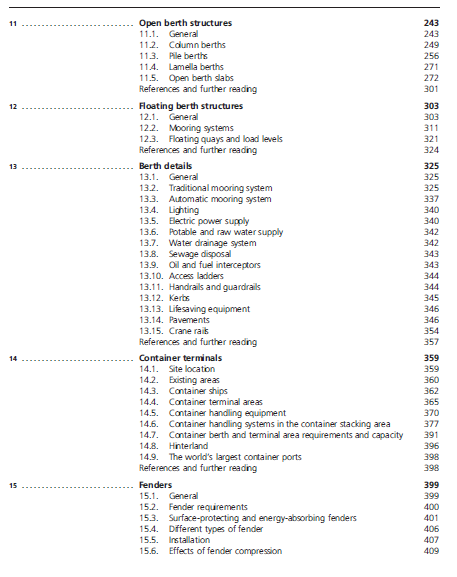 11 Open berth structures 243
11.1. General 243
11.2. Column berths 249
11.3. Pile berths 256
11.4. Lamella berths 271
11.5. Open berth slabs 272
References and further reading 301
12 Floating berth structures 303
12.1. General 303
12.2. Mooring systems 311
12.3. Floating quays and load levels 321
References and further reading 324
13 Berth details 325
13.1. General 325
13.2. Traditional mooring system 325
13.3. Automatic mooring system 337
13.4. Lighting 340
13.5. Electric power supply 340
13.6. Potable and raw water supply 342
13.7. Water drainage system 342
13.8. Sewage disposal 343
13.9. Oil and fuel interceptors 343
13.10. Access ladders 344
13.11. Handrails and guardrails 344
13.12. Kerbs 345
13.13. Lifesaving equipment 346
13.14. Pavements 346
13.15. Crane rails 354
References and further reading 357
14 Container terminals 359
14.1. Site location 359
14.2. Existing areas 360
14.3. Container ships 362
14.4. Container terminal areas 365
14.5. Container handling equipment 370
14.6. Container handling systems in the container stacking area 377
14.7. Container berth and terminal area requirements and capacity 391
14.8. Hinterland 396
14.9. The world's largest container ports 398
References and further reading 398
15 Fenders 399
15.1. General 399
15.2. Fender requirements 400
15.3. Surface-protecting and energy-absorbing fenders 401
15.4. Different types of fender 406
15.5. Installation 407
15.6. Effects of fender compression 409